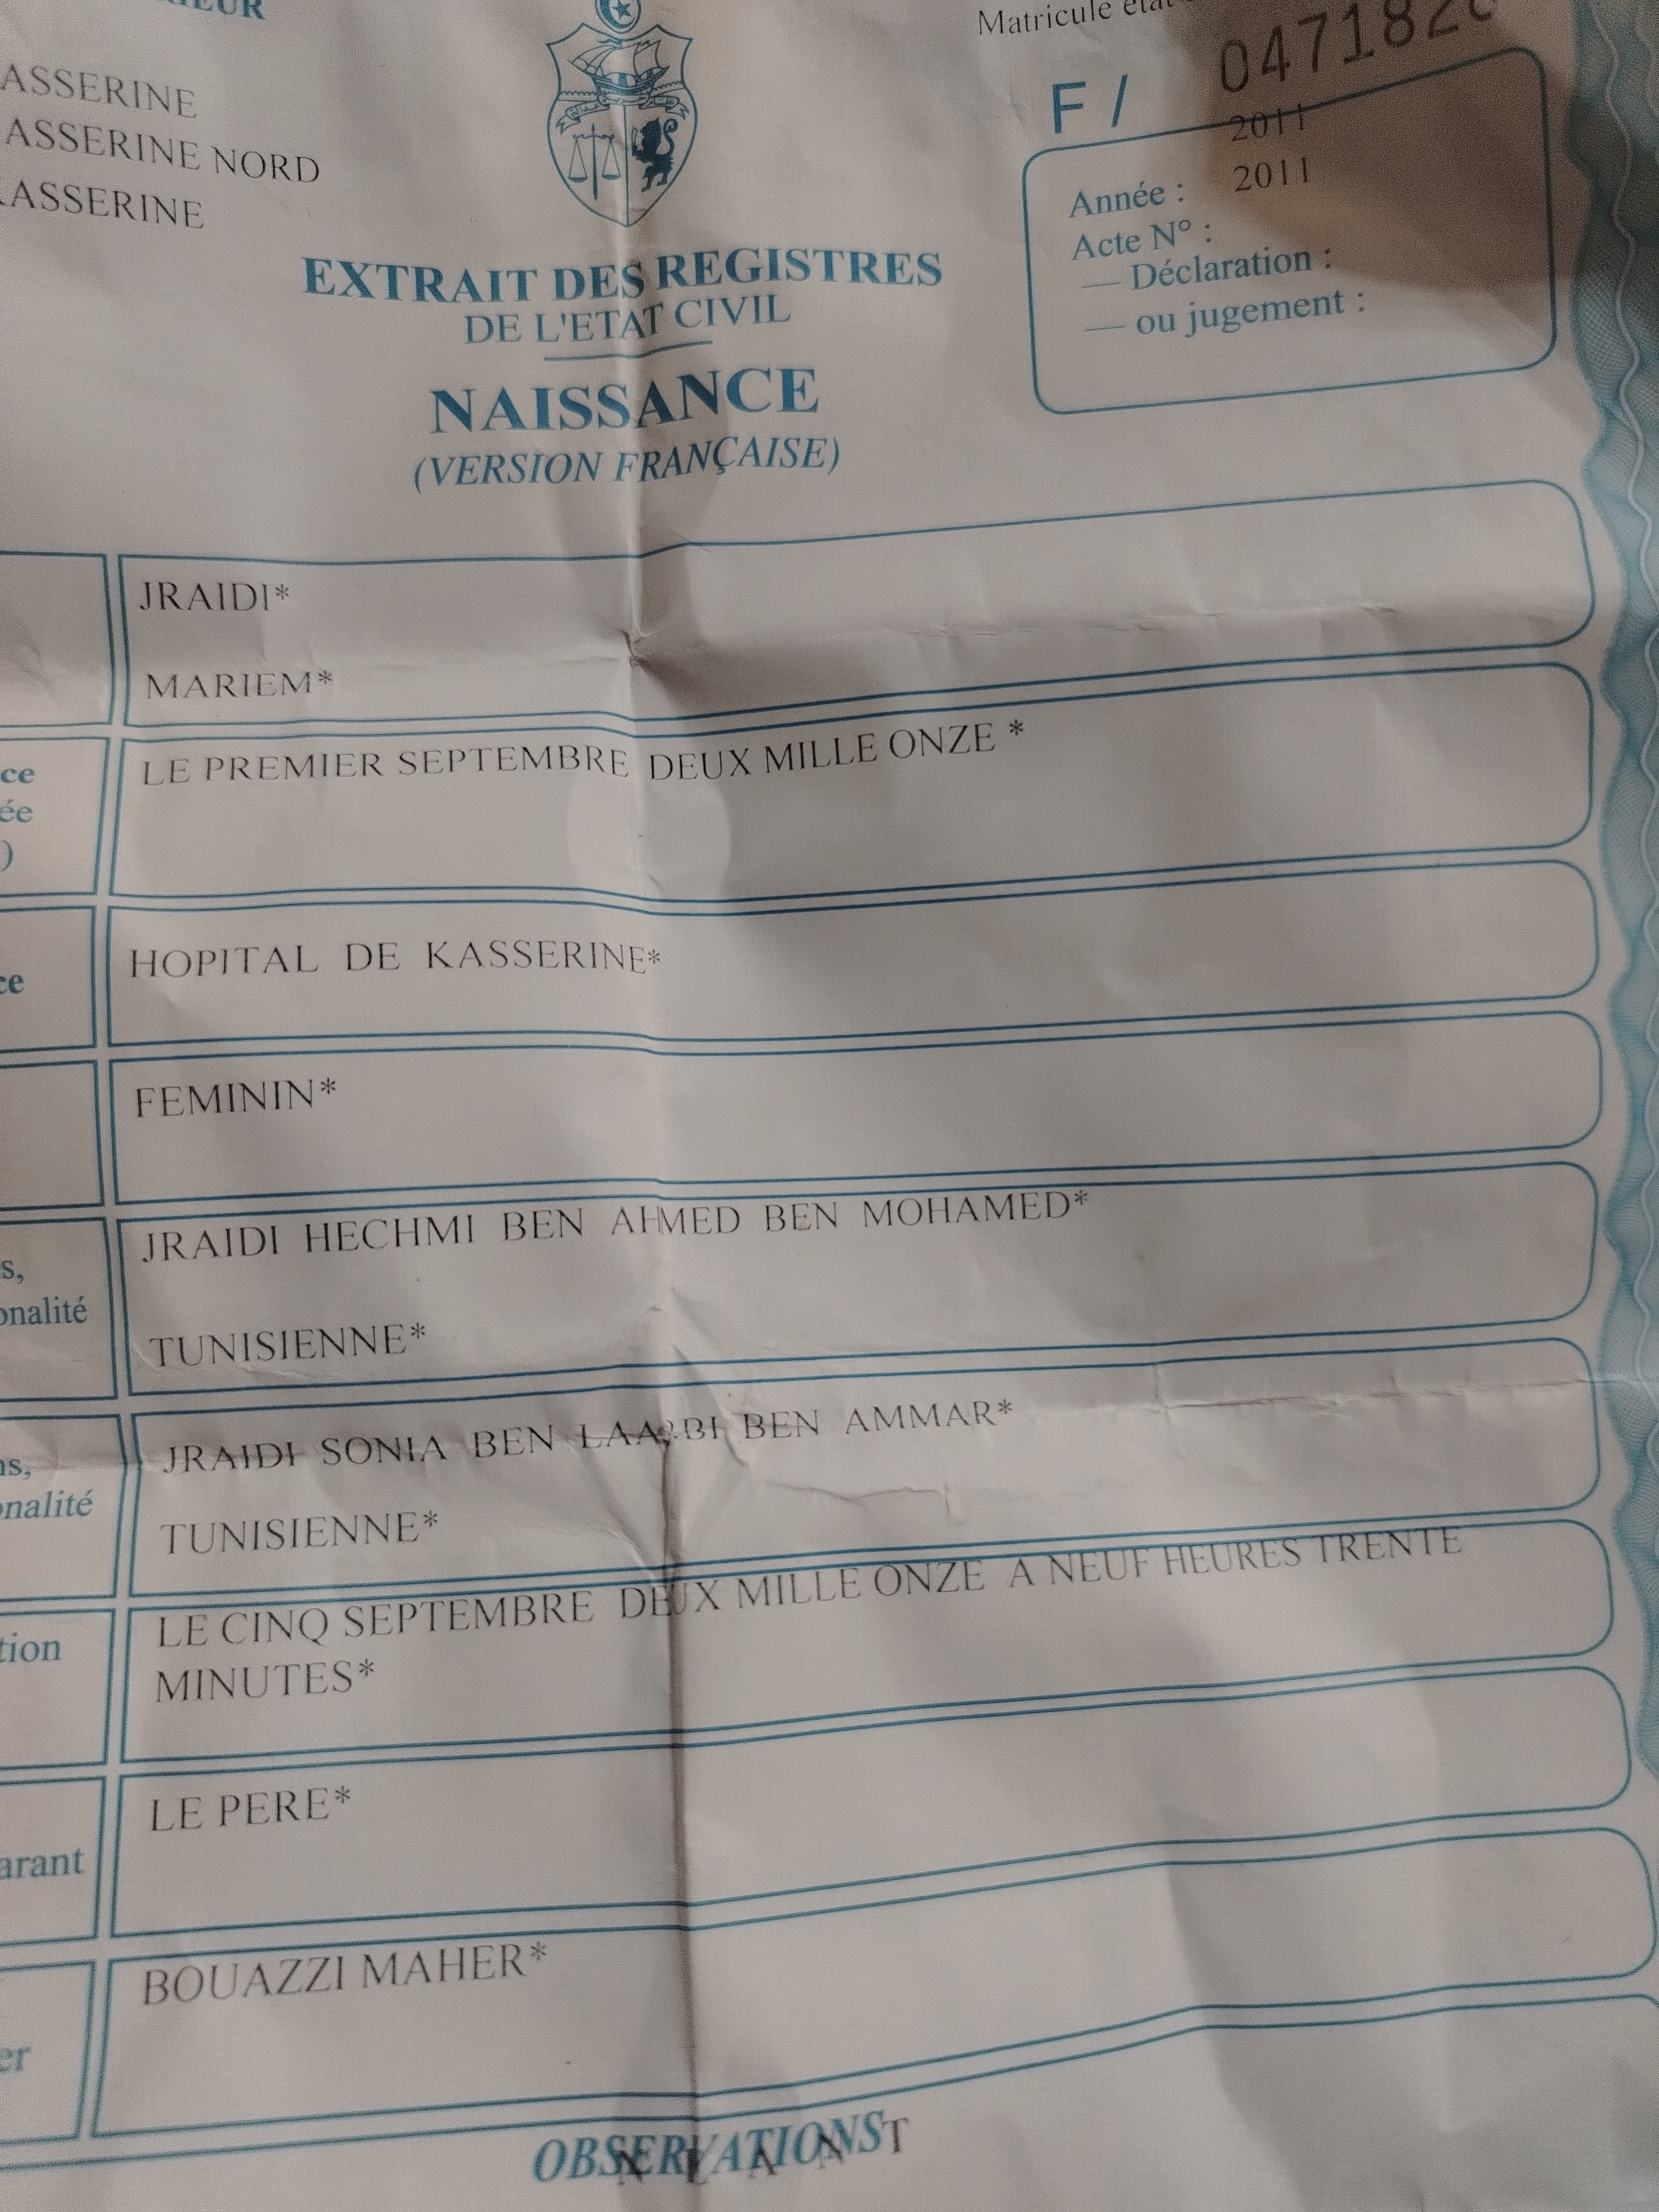 ASSERINE
ASSERINE NORD
KASSERINE
Matricule
F / 047182
2011
Année : 2011
Acte N° :
— Déclaration :
— ou jugement :
EXTRAIT DES REGISTRES
DE L'ETAT CIVIL
NAISSANCE
(VERSION FRANÇAISE)
JRAIDI*
MARIEM*
ce
ée
)
LE PREMIER SEPTEMBRE DEUX MILLE ONZE *
ce
HOPITAL DE KASSERINE*
FEMININ*
s,
onalité
JRAIDI HECHMI BEN AHMED BEN MOHAMED*
TUNISIENNE*
ns,
onalité
JRAIDI SONIA BEN LAARBI BEN AMMAR*
TUNISIENNE*
tion
LE CINQ SEPTEMBRE DEUX MILLE ONZE A NEUF HEURES TRENTE
MINUTES*
arant
LE PERE*
er
BOUAZZI MAHER*
OBSERVATIONS
N E A N T